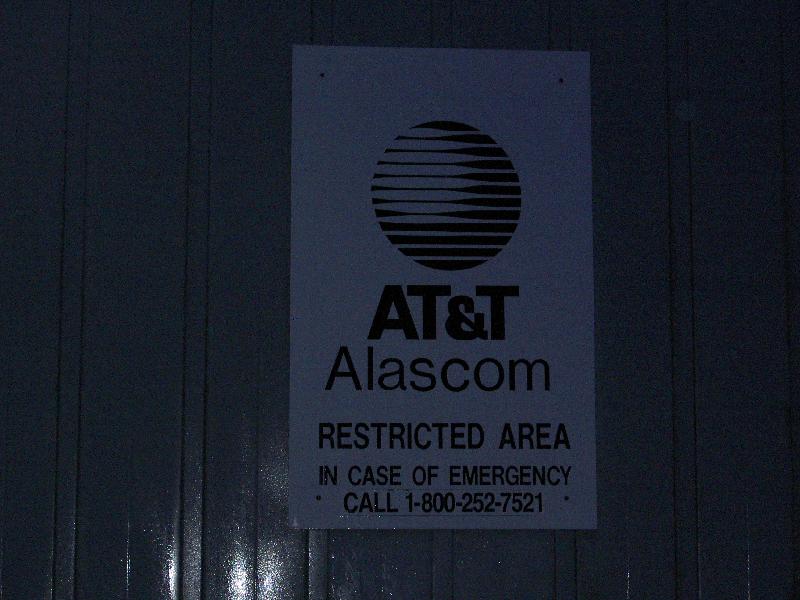 AT&T
Alascom
RESTRICTED AREA
IN CASE OF EMERGENCY
CALL 1-800-252-7521